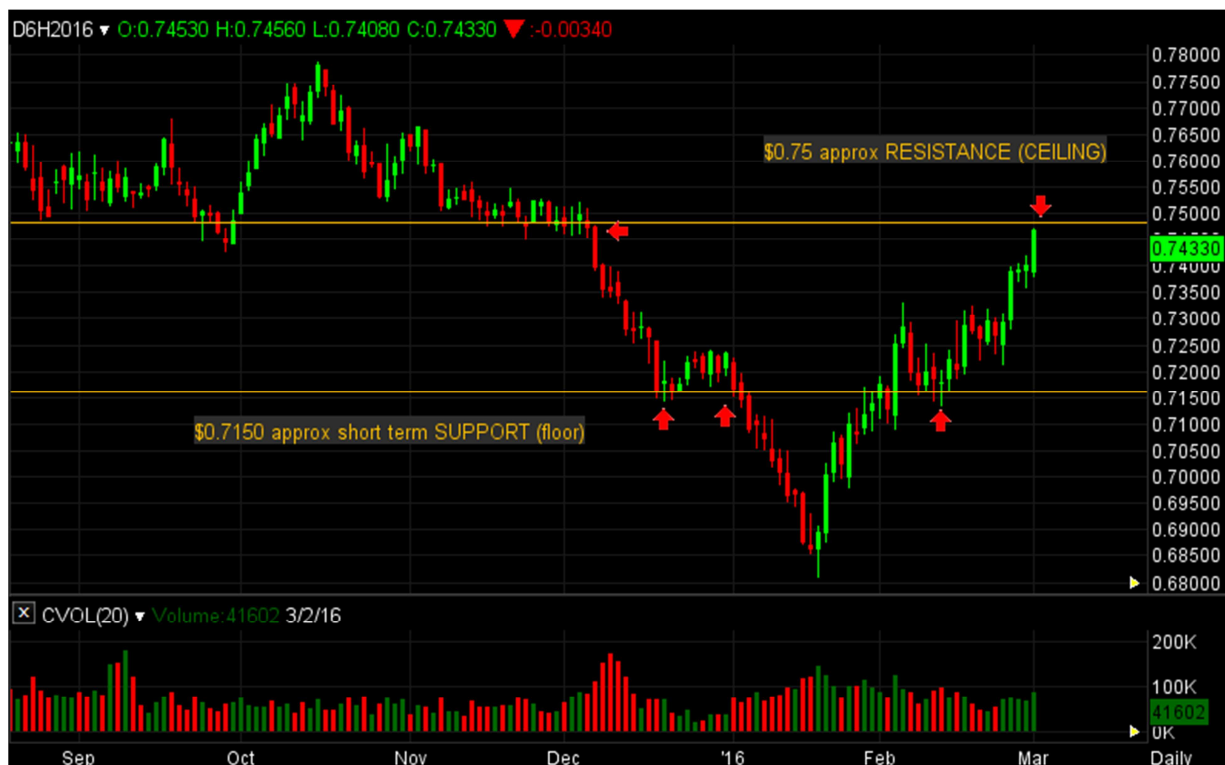 D6H2016 ▾ O:0.74530 H:0.74560 L:0.74080 C:0.74330 ▼ :-0.00340
0.78000
0.77500
0.77000
0.76500
$0.75 approx RESISTANCE (CEILING)
0.76000
0.75500
0.75000
0.74330
0.74000
0.73500
0.73000
0.72500
0.72000
0.71500
$0.7150 approx short term SUPPORT (floor)
0.71000
0.70500
0.70000
0.69500
0.69000
0.68500
0.68000
X CVOL(20) ▾ Volume:41602 3/2/16
200K
100K
41602
0K
Sep Oct Nov Dec '16 Feb Mar Daily